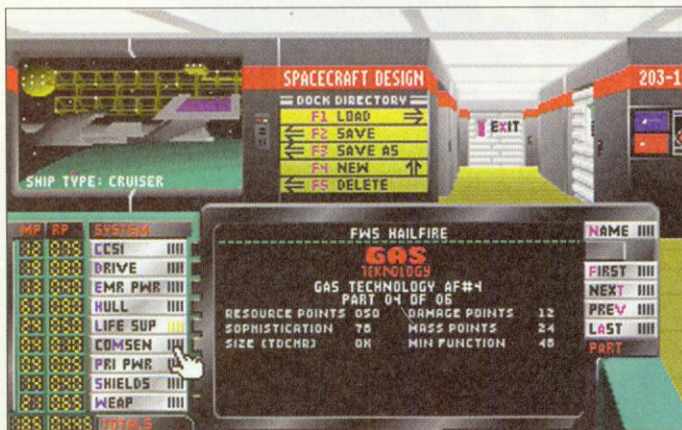 SPACECRAFT DESIGN
DOCK DIRECTORY
F1 LOAD
F2 SAVE
F3 SAVE AS
F4 NEW
F5 DELETE
EXIT
203-1
SHIP TYPE: CRUISER
MP RP SYSTEM
CCSI
DRIVE
EMR PWR
HULL
LIFE SUP
COMSEN
PRI PWR
SHIELDS
WEAP
TOTALS
FWS HAILFIRE
GAS
TEKNOLOGY
GAS TECHNOLOGY AF#4
PART 04 OF 06
RESOURCE POINTS 050 DAMAGE POINTS 12
SOPHISTICATION 78 MASS POINTS 24
SIZE (TDCMR) OK MIN FUNCTION 48
NAME
FIRST
NEXT
PREV
LAST
PART